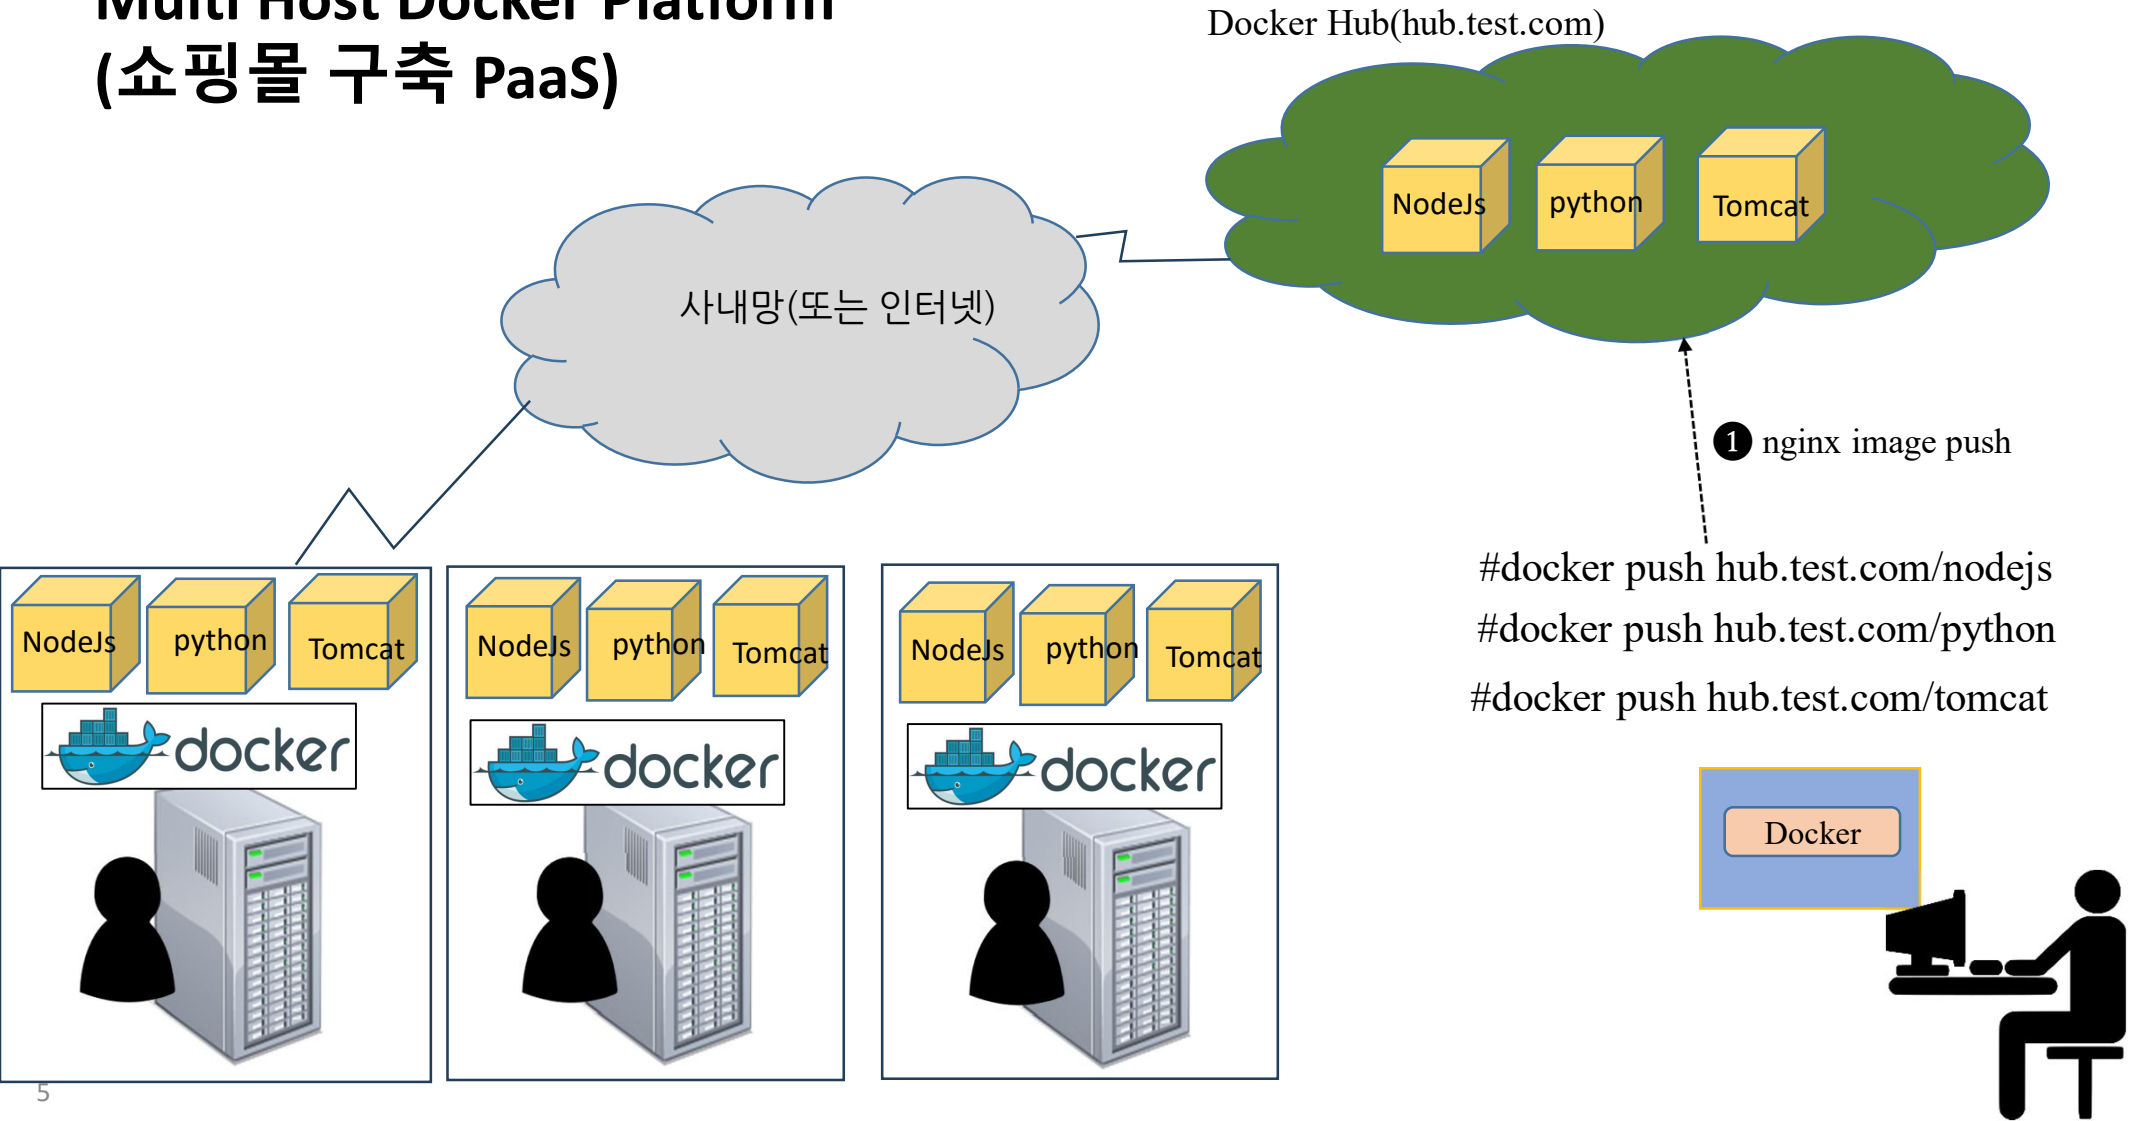 Multi Host Docker Platform
(쇼핑몰 구축 PaaS)
Docker Hub(hub.test.com)
NodeJs
python
Tomcat
사내망(또는 인터넷)
❶ nginx image push
#docker push hub.test.com/nodejs
#docker push hub.test.com/python
#docker push hub.test.com/tomcat
NodeJs
python
Tomcat
docker
NodeJs
python
Tomcat
docker
NodeJs
python
Tomcat
docker
Docker
5